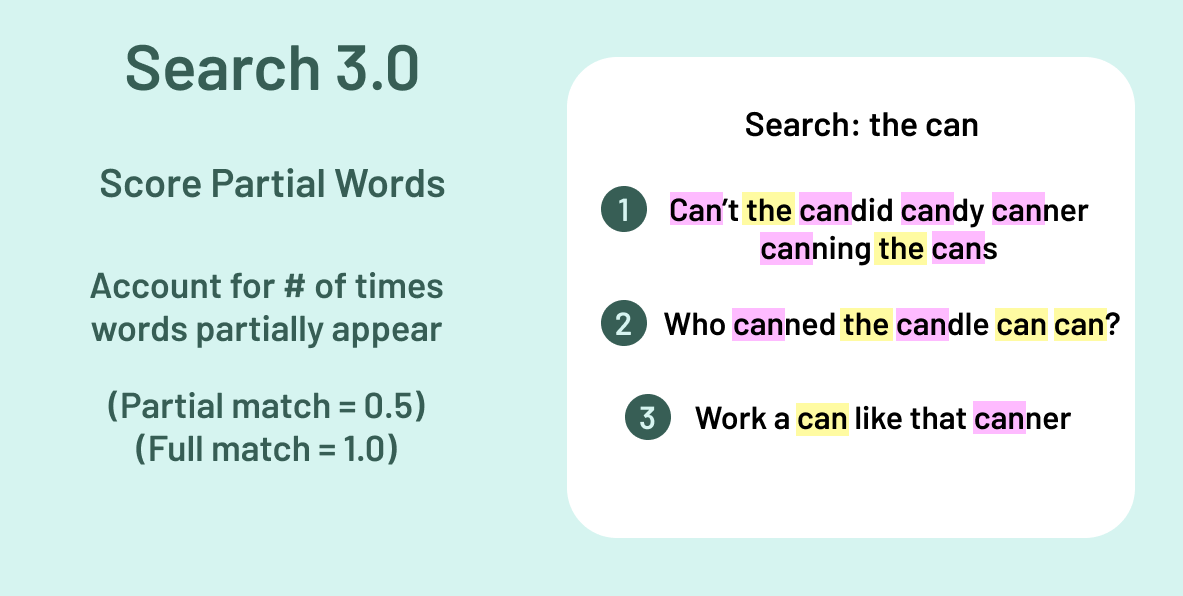 Search 3.0
Score Partial Words
Account for # of times
words partially appear
(Partial match = 0.5)
(Full match = 1.0)
Search: the can
1 Can't the candid candy canner
canning the cans
2 Who canned the candle can can?
3 Work a can like that canner